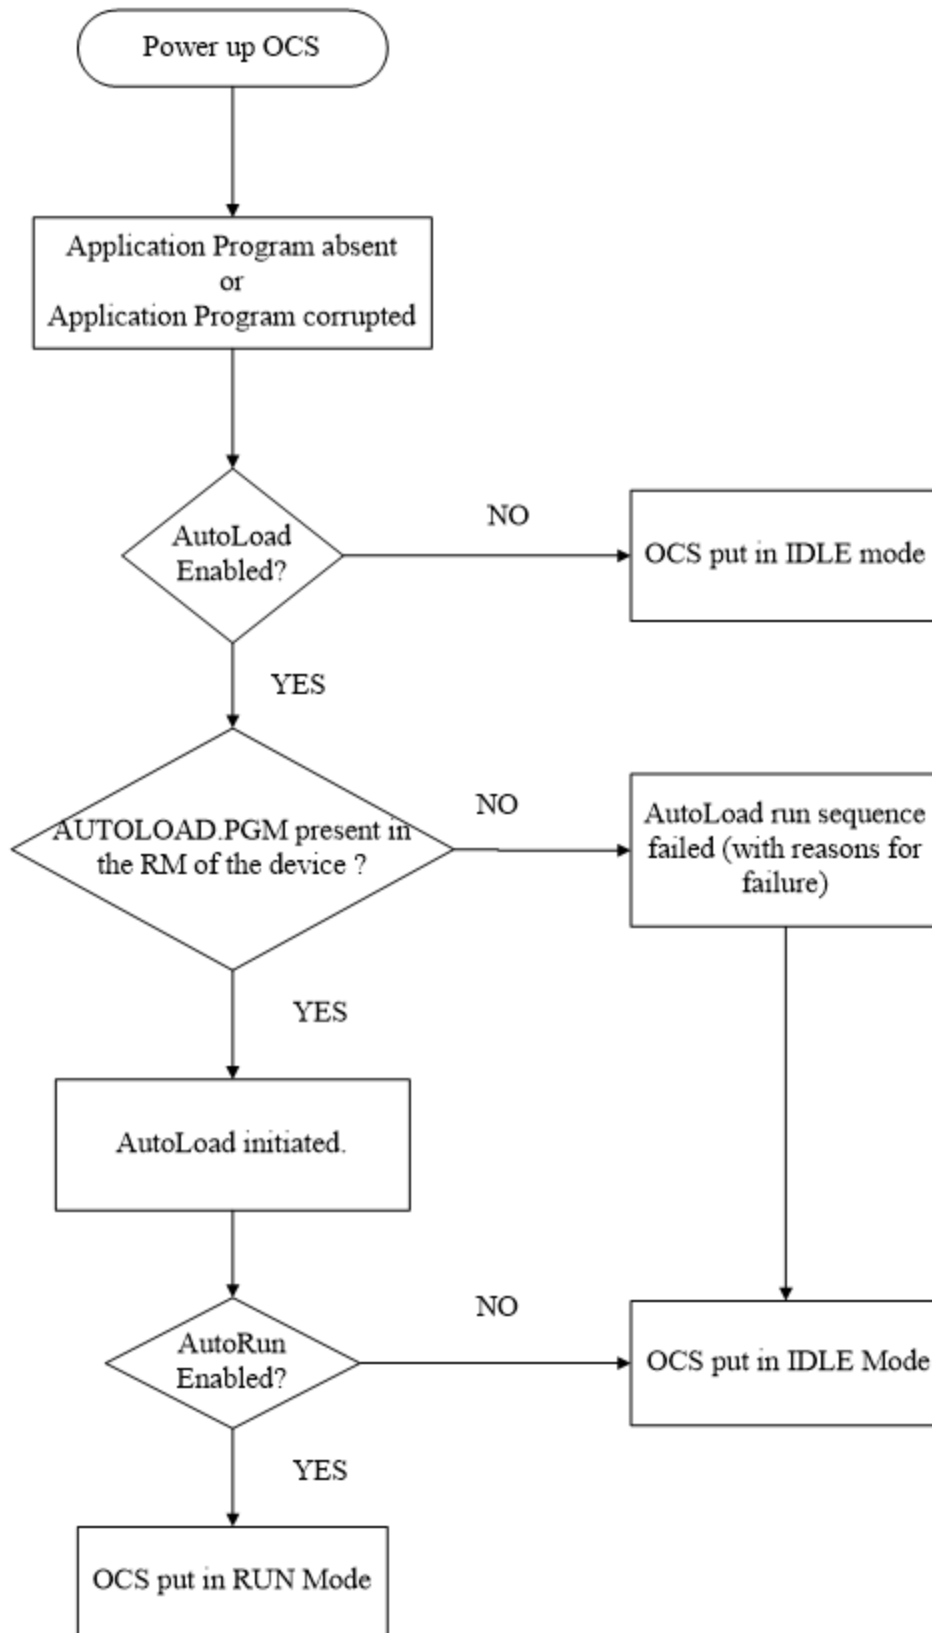 Power up OCS
Application Program absent
or
Application Program corrupted
AutoLoad
Enabled?
NO
OCS put in IDLE mode
YES
AUTOLOAD.PGM present in
the RM of the device ?
NO
AutoLoad run sequence
failed (with reasons for
failure)
YES
AutoLoad initiated.
AutoRun
Enabled?
NO
OCS put in IDLE Mode
YES
OCS put in RUN Mode